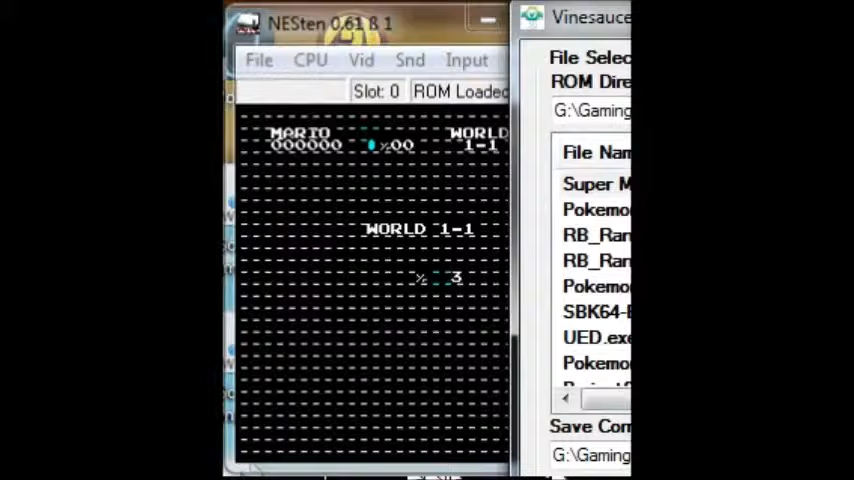 NESten 0.61 ß 1
File CPU Vid Snd Input
Slot: 0 ROM Loaded
MARIO WORLD
000000 ×00 1-1
WORLD 1-1
× 3
Vinesauce
File Selec
ROM Dire
G:\Gaming
File Nam
Super M
Pokemo
RB_Ran
RB_Ran
Pokemo
SBK64-
UED.exe
Pokemo
Save Com
G:\Gaming